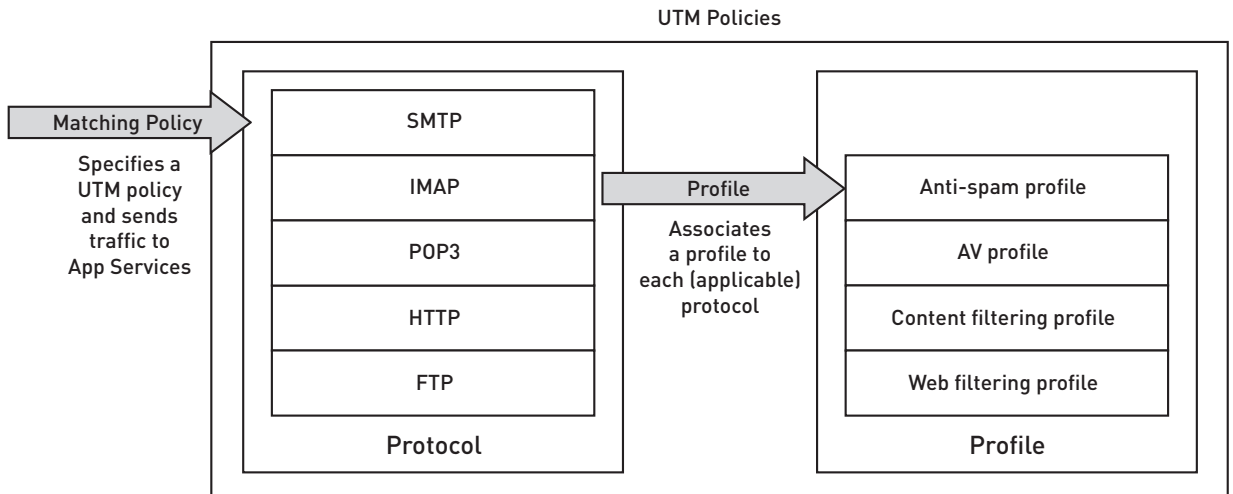 UTM Policies
Matching Policy
Specifies a
UTM policy
and sends
traffic to
App Services
SMTP
IMAP
POP3
HTTP
FTP
Protocol
Profile
Associates
a profile to
each (applicable)
protocol
Anti-spam profile
AV profile
Content filtering profile
Web filtering profile
Profile